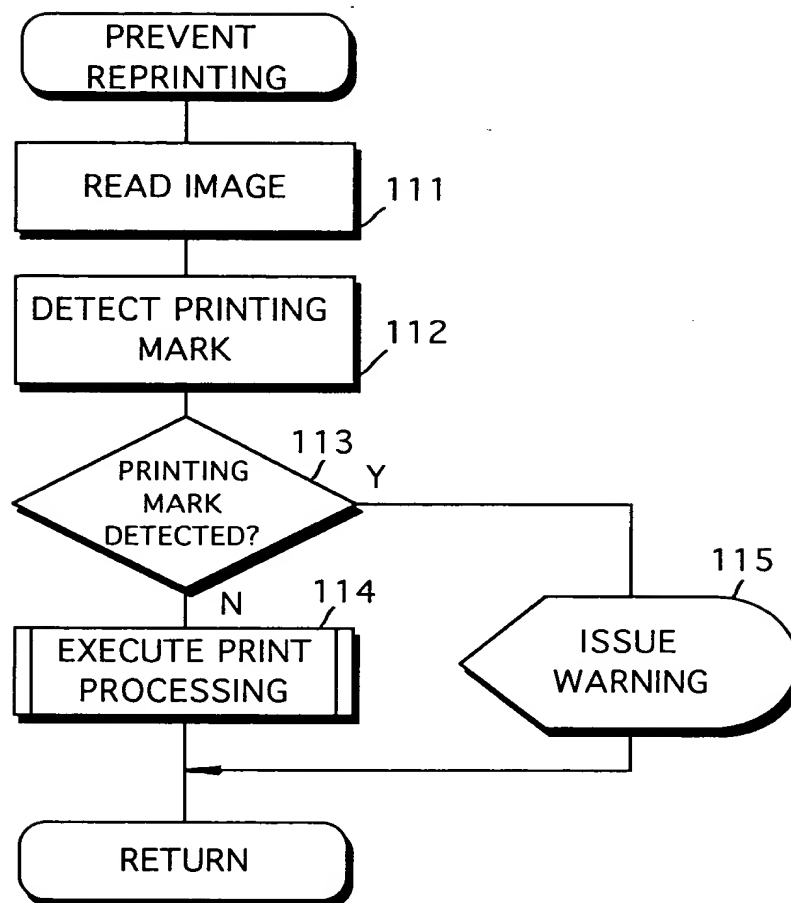 PREVENT
REPRINTING
READ IMAGE
111
DETECT PRINTING
MARK
112
113
PRINTING
MARK
DETECTED?
Y
N
114
EXECUTE PRINT
PROCESSING
115
ISSUE
WARNING
RETURN